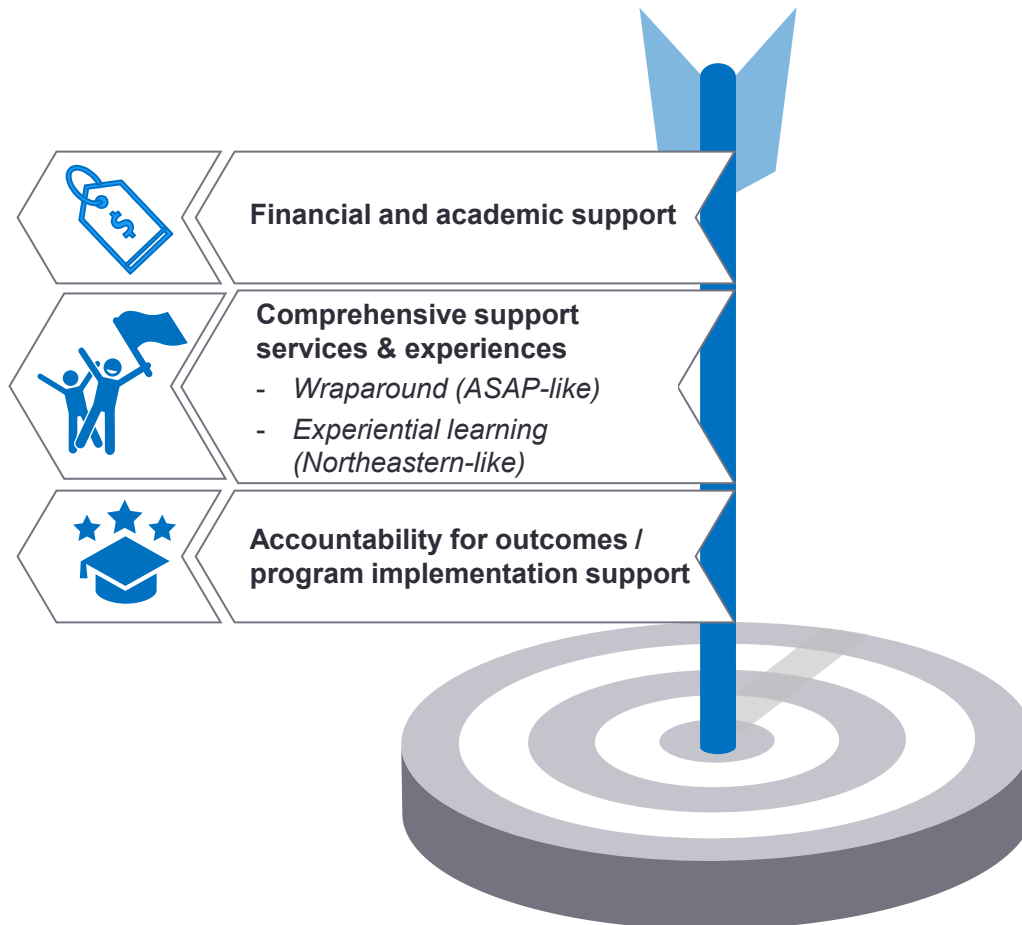 $
Financial and academic support
Comprehensive support
services & experiences
- Wraparound (ASAP-like)
- Experiential learning
(Northeastern-like)
Accountability for outcomes /
program implementation support